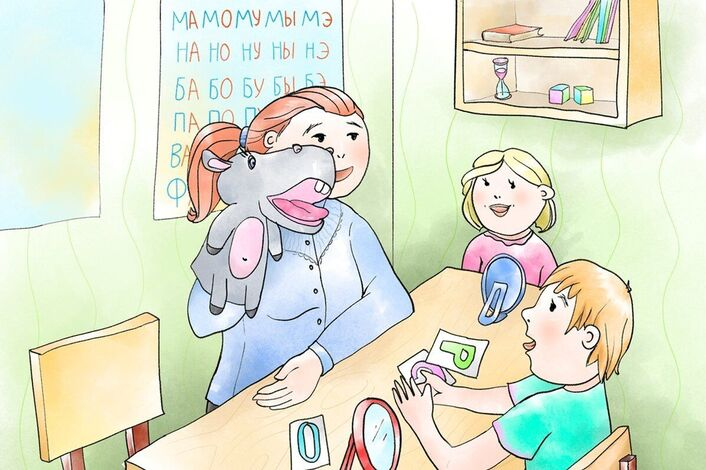 МА МО МУ МЫ МЭ
НА НО НУ НЫ НЭ
БА БО БУ БЫ БЭ
ПА ПО
ВА
Ф
Р
О